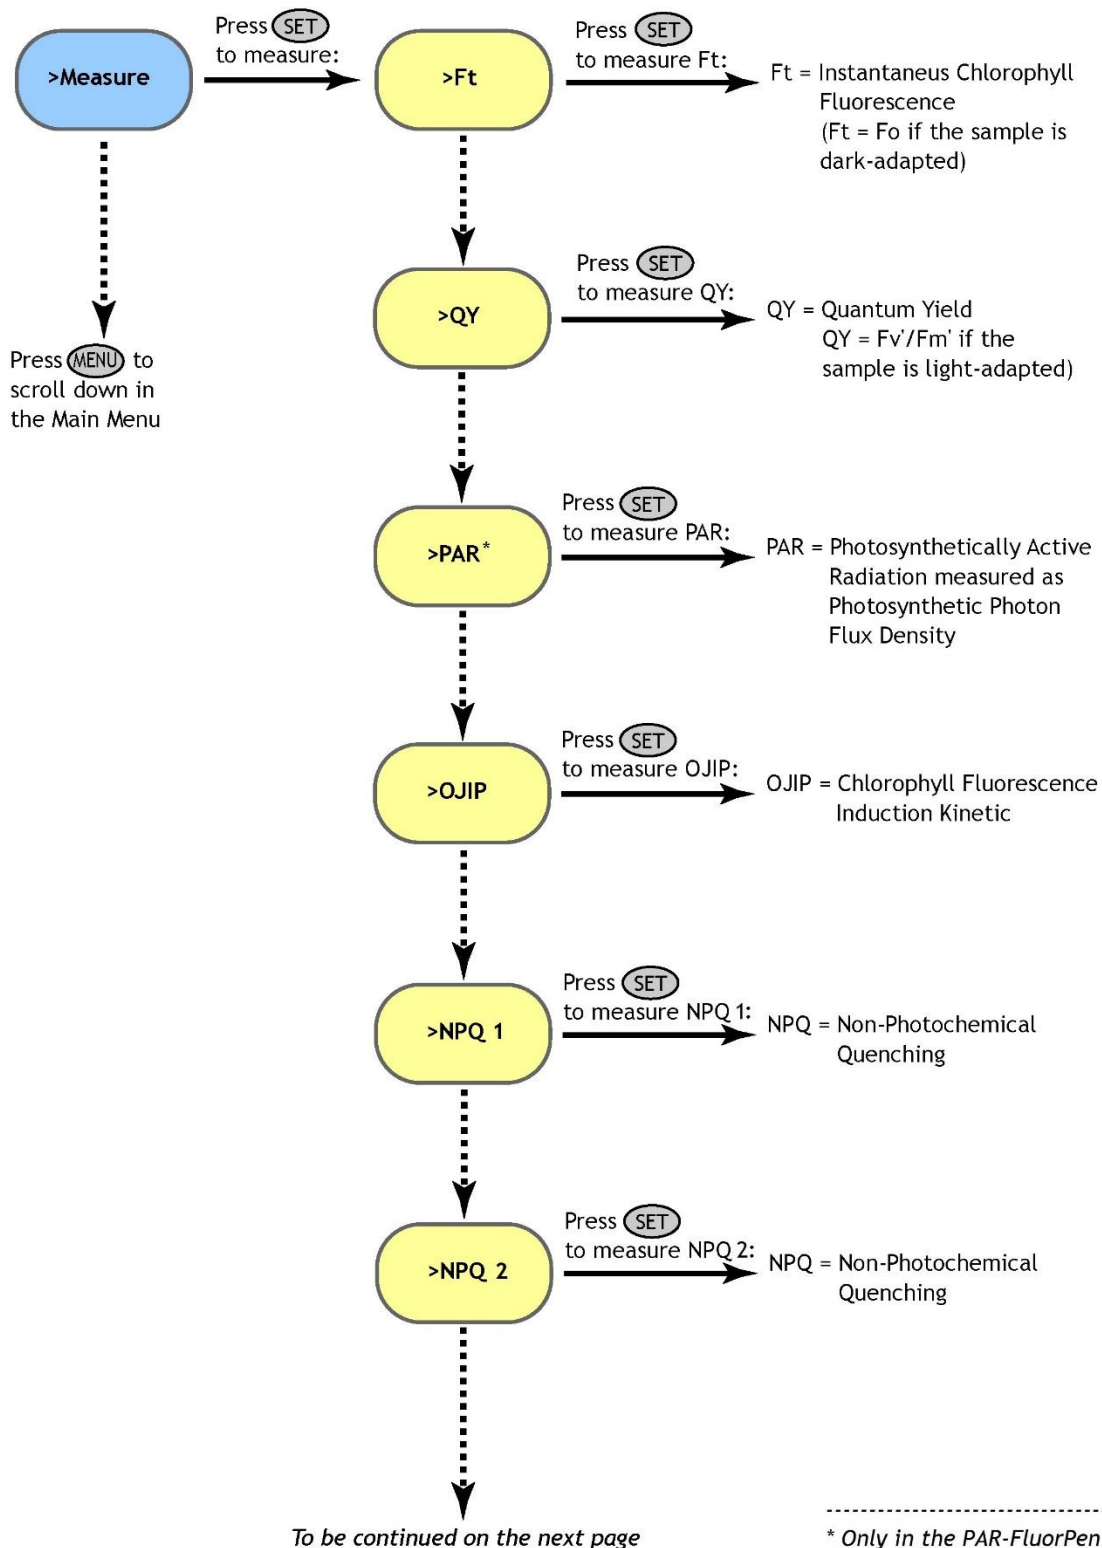 Press SET
to measure:
>Measure
Press MENU to
scroll down in
the Main Menu
>Ft
Press SET
to measure Ft:
Ft = Instantaneus Chlorophyll
Fluorescence
(Ft = Fo if the sample is
dark-adapted)
>QY
Press SET
to measure QY:
QY = Quantum Yield
QY = Fv'/Fm' if the
sample is light-adapted)
>PAR*
Press SET
to measure PAR:
PAR = Photosynthetically Active
Radiation measured as
Photosynthetic Photon
Flux Density
>OJIP
Press SET
to measure OJIP:
OJIP = Chlorophyll Fluorescence
Induction Kinetic
>NPQ 1
Press SET
to measure NPQ 1:
NPQ = Non-Photochemical
Quenching
>NPQ 2
Press SET
to measure NPQ 2:
NPQ = Non-Photochemical
Quenching
To be continued on the next page
* Only in the PAR-FluorPen